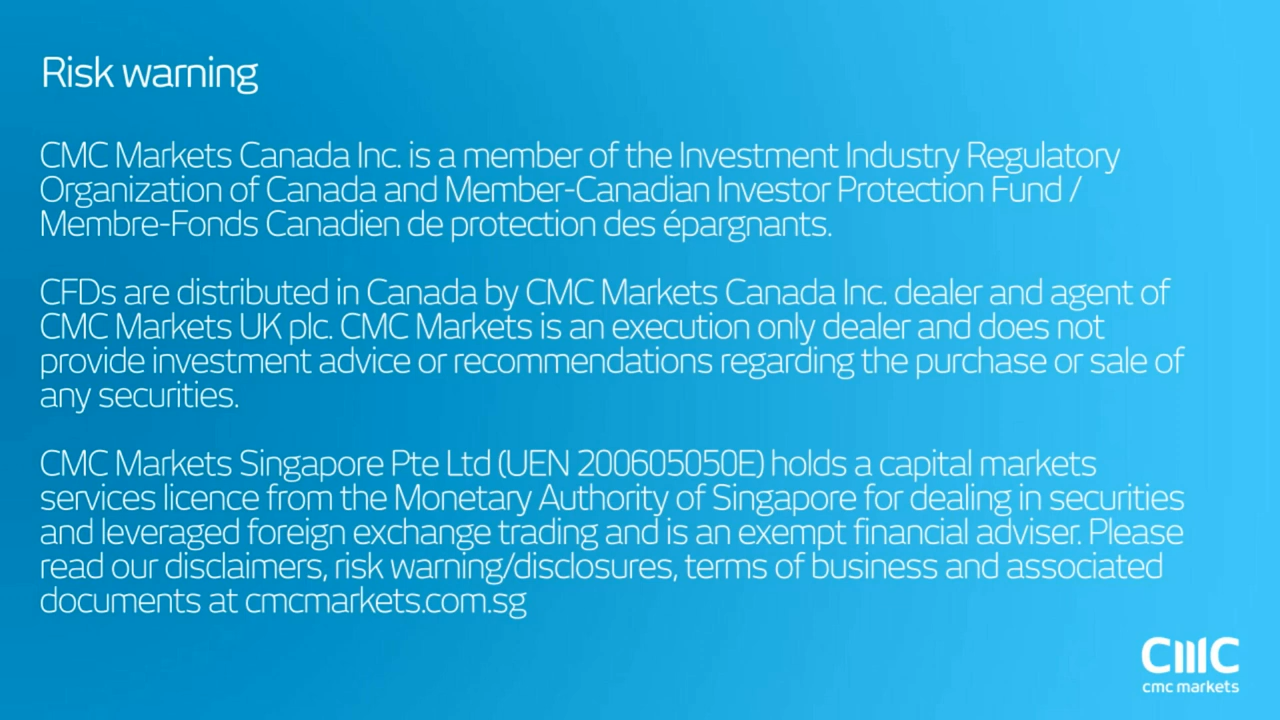 Risk warning
CMC Markets Canada Inc. is a member of the Investment Industry Regulatory
Organization of Canada and Member-Canadian Investor Protection Fund /
Membre-Fonds Canadien de protection des épargnants.
CFDs are distributed in Canada by CMC Markets Canada Inc. dealer and agent of
CMC Markets UK plc. CMC Markets is an execution only dealer and does not
provide investment advice or recommendations regarding the purchase or sale of
any securities.
CMC Markets Singapore Pte Ltd (UEN 200605050E) holds a capital markets
services licence from the Monetary Authority of Singapore for dealing in securities
and leveraged foreign exchange trading and is an exempt financial adviser. Please
read our disclaimers, risk warning/disclosures, terms of business and associated
documents at cmcmarkets.com.sg
CMC
cmc markets